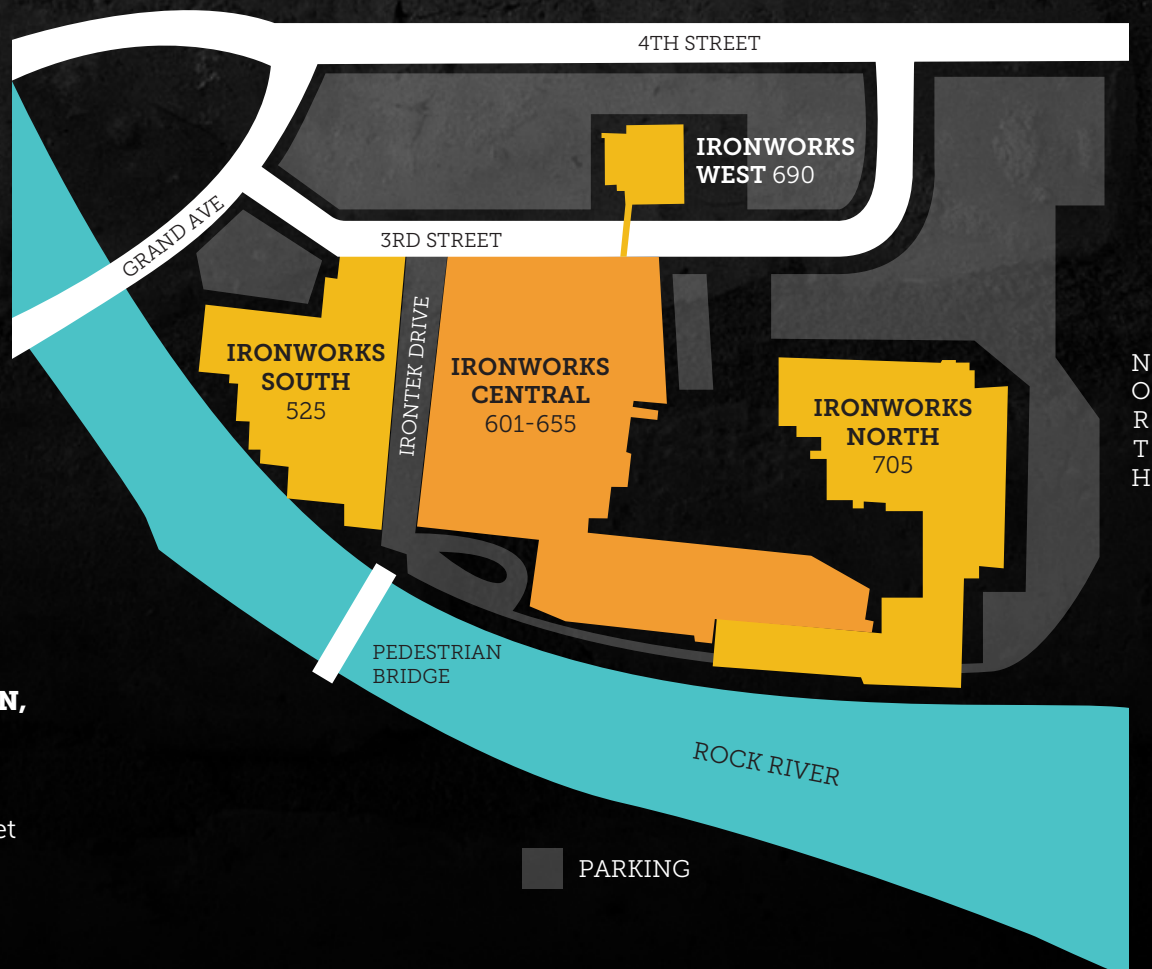 4TH STREET
IRONWORKS
WEST 690
GRAND AVE
3RD STREET
IRONWORKS
SOUTH
525
IRONTEK DRIVE
IRONWORKS
CENTRAL
601-655
IRONWORKS
NORTH
705
N
O
R
T
H
PEDESTRIAN
BRIDGE
N,
ROCK RIVER
et
PARKING